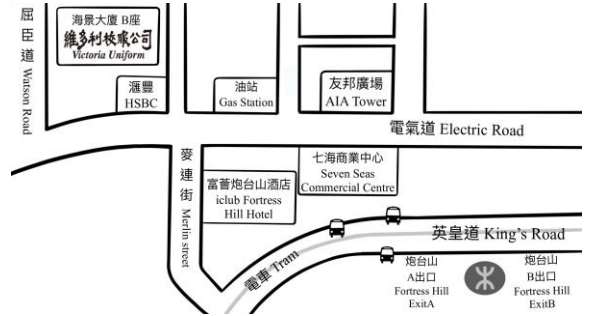 屈臣道 Watson Road
海景大廈 B座
維多利校服公司
Victoria Uniform
滙豐
HSBC
油站
Gas Station
友邦廣場
AIA Tower
電氣道 Electric Road
麥連街 Merlin street
七海商業中心
Seven Seas
Commercial Centre
富薈炮台山酒店
iclub Fortress
Hill Hotel
英皇道 King's Road
電車 Tram
炮台山
A出口
Fortress Hill
ExitA
炮台山
B出口
Fortress Hill
ExitB